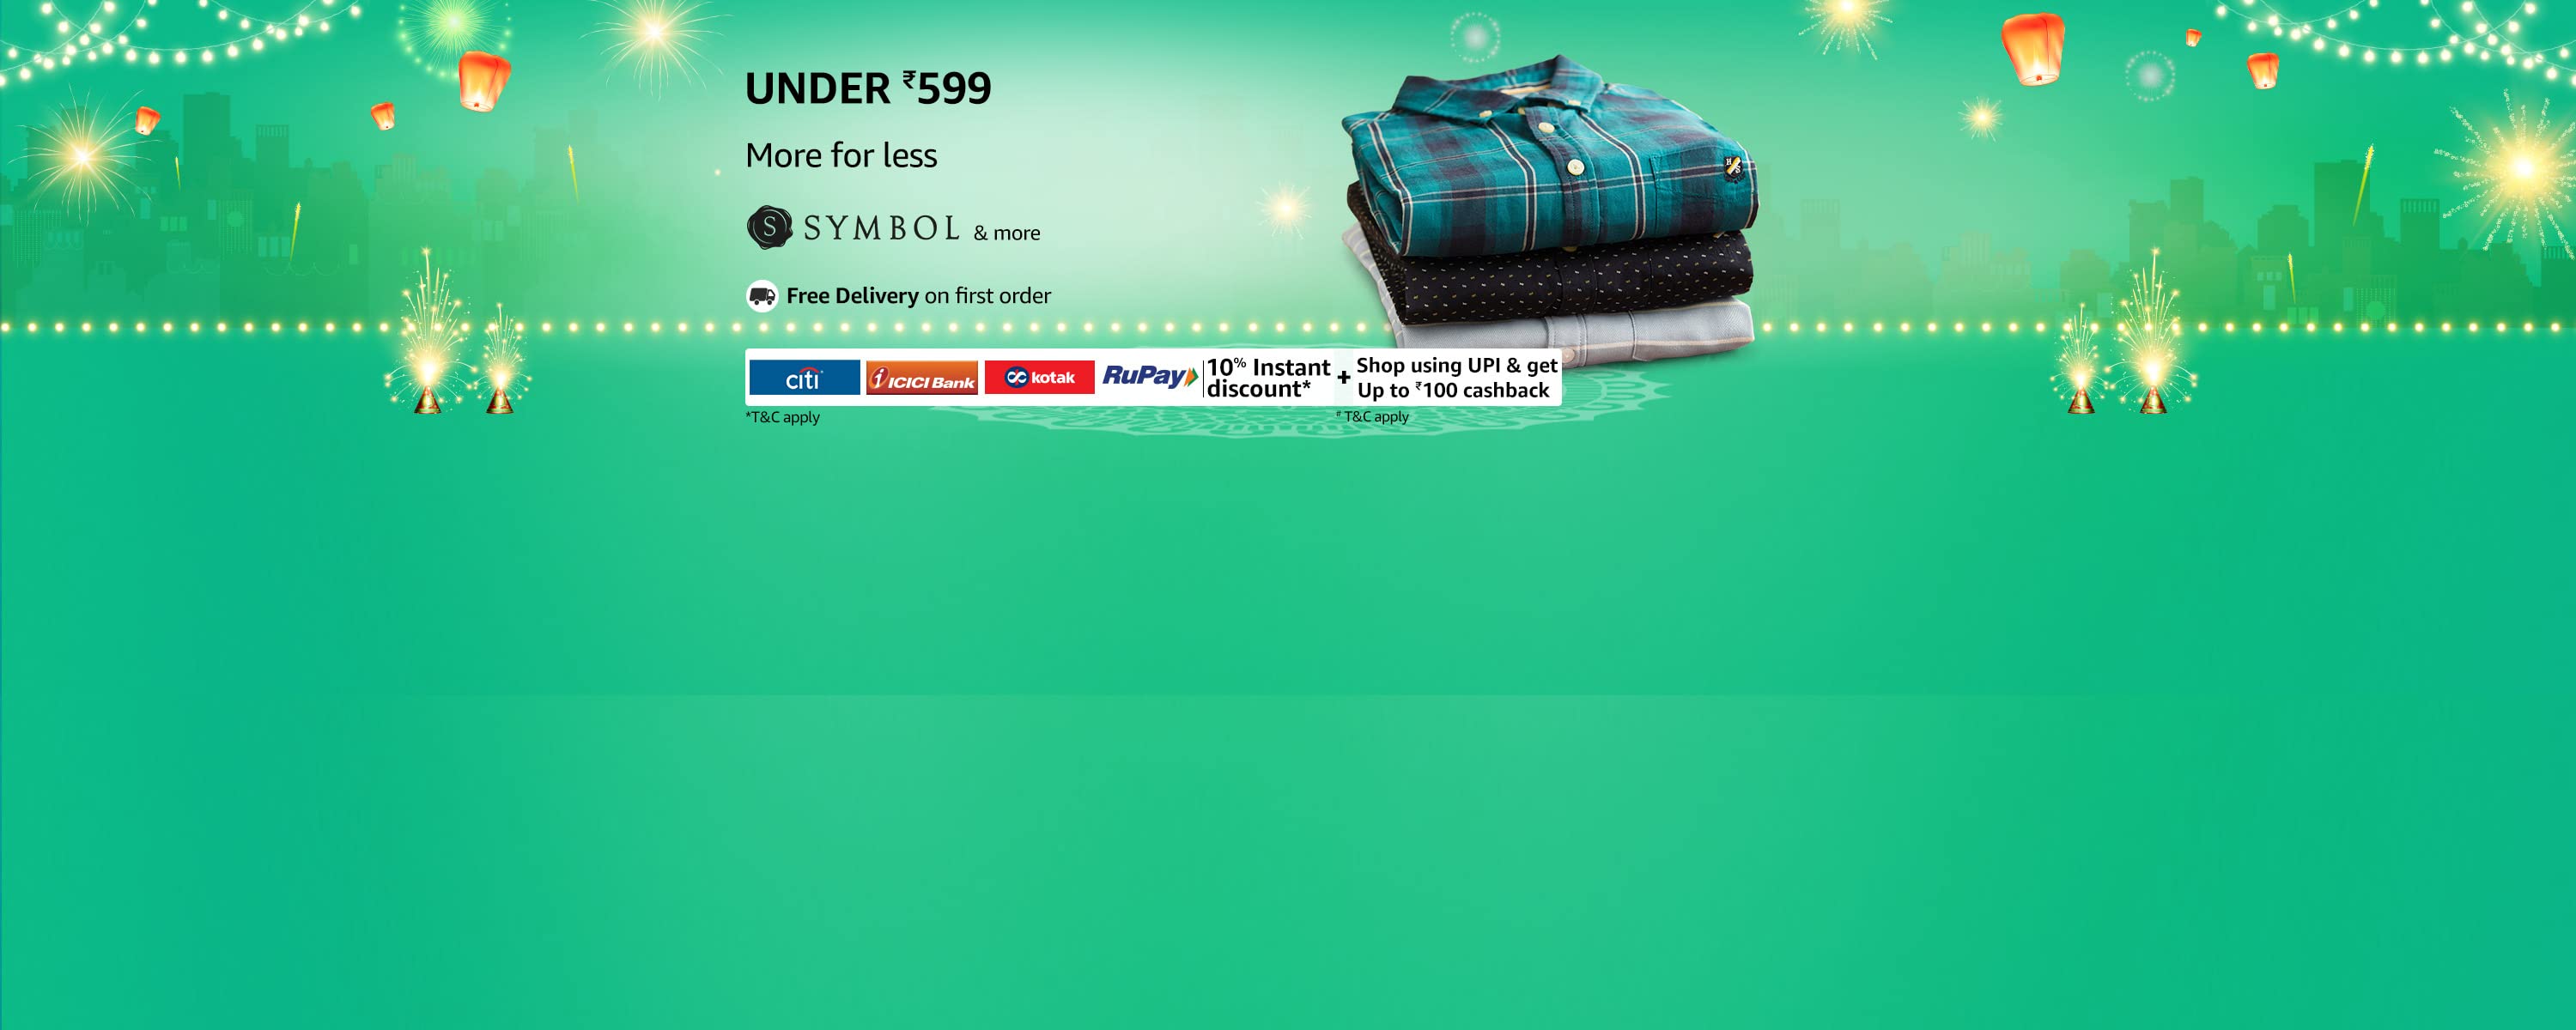 UNDER ₹599
More for less
S SYMBOL & more
Free Delivery on first order
citi ICICI Bank kotak RuPay 10% Instant discount* + Shop using UPI & get Up to ₹100 cashback
*T&C apply # T&C apply